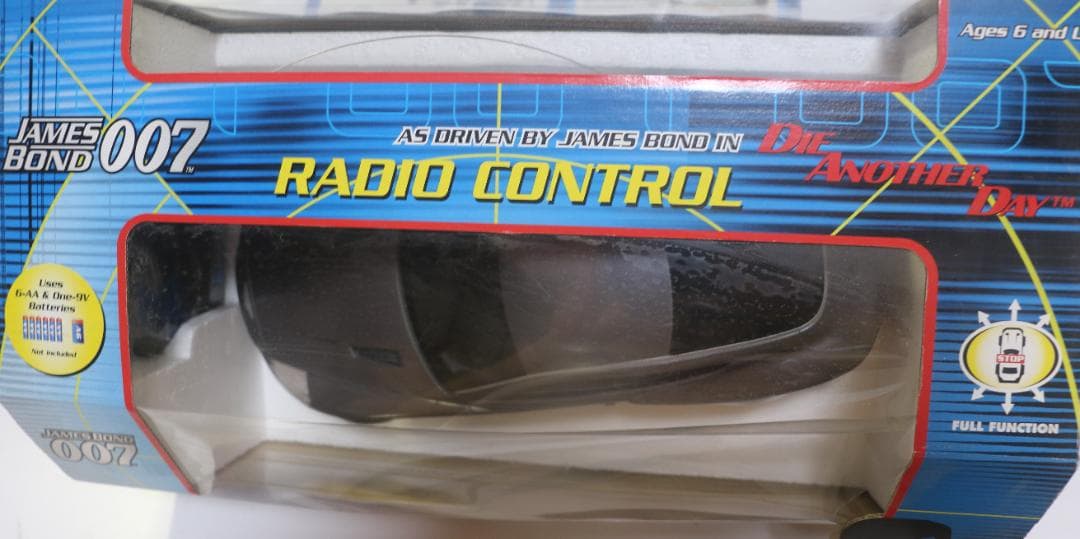 Ages 6 and
JAMES BOND 007™
AS DRIVEN BY JAMES BOND IN
DIE ANOTHER DAY™
RADIO CONTROL
Uses
6-AA & One-9V
Batteries
Not Included
STOP
FULL FUNCTION
JAMES BOND
007